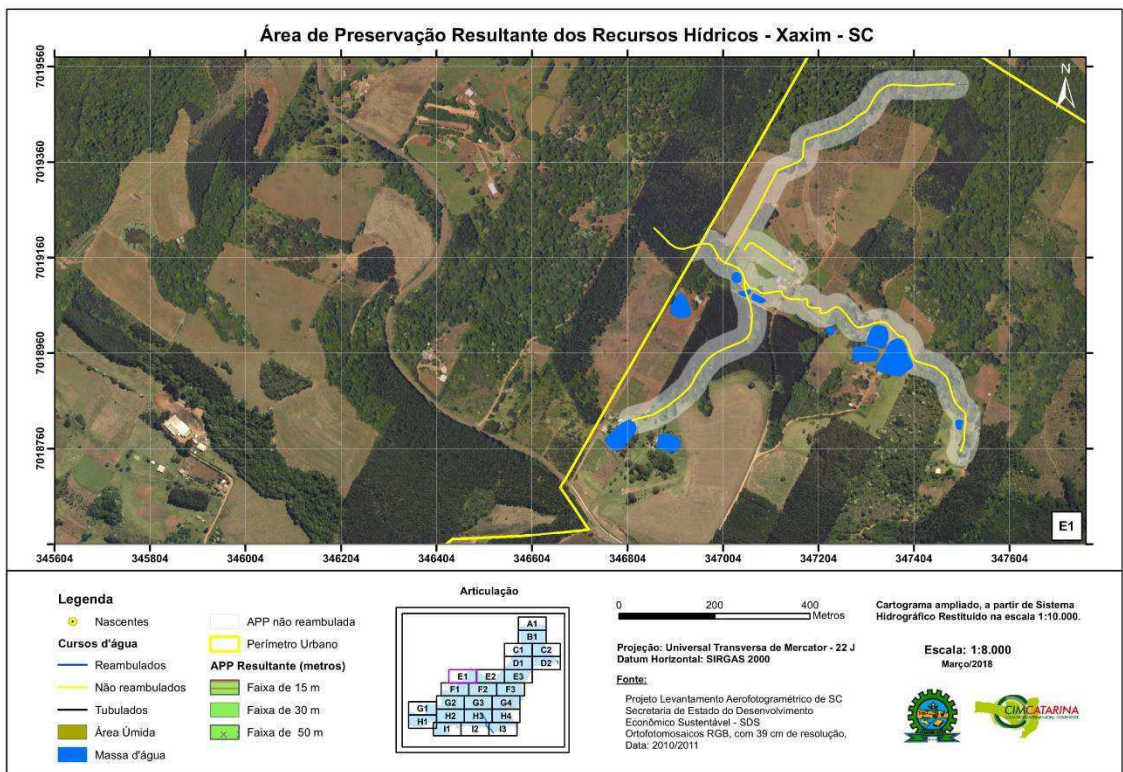 Área de Preservação Resultante dos Recursos Hídricos - Xaxim - SC
7019560
7019360
7019160
7018960
7018760
N
E1
345604 345804 346004 346204 346404 346604 346804 347004 347204 347404 347604
Legenda
Nascentes
Cursos d'água
Reambulados
Não reambulados
Tubulados
Área Úmida
Massa d'água
APP não reambulada
Perímetro Urbano
APP Resultante (metros)
Faixa de 15 m
Faixa de 30 m
Faixa de 50 m
Articulação
A1
B1
C1 C2
D1 D2
E1 E2 E3
F1 F2 F3
G1 G2 G3 G4
H1 H2 H3 H4
I1 I2 I3
0 200 400
Metros
Projeção: Universal Transversa de Mercator - 22 J
Datum Horizontal: SIRGAS 2000
Fonte:
Projeto Levantamento Aerofotogramétrico de SC
Secretaria de Estado do Desenvolvimento
Econômico Sustentável - SDS
Ortofotomosaicos RGB, com 39 cm de resolução,
Data: 2010/2011
Cartograma ampliado, a partir de Sistema
Hidrográfico Restituído na escala 1:10.000.
Escala: 1:8.000
Março/2018
CIMCATARINA